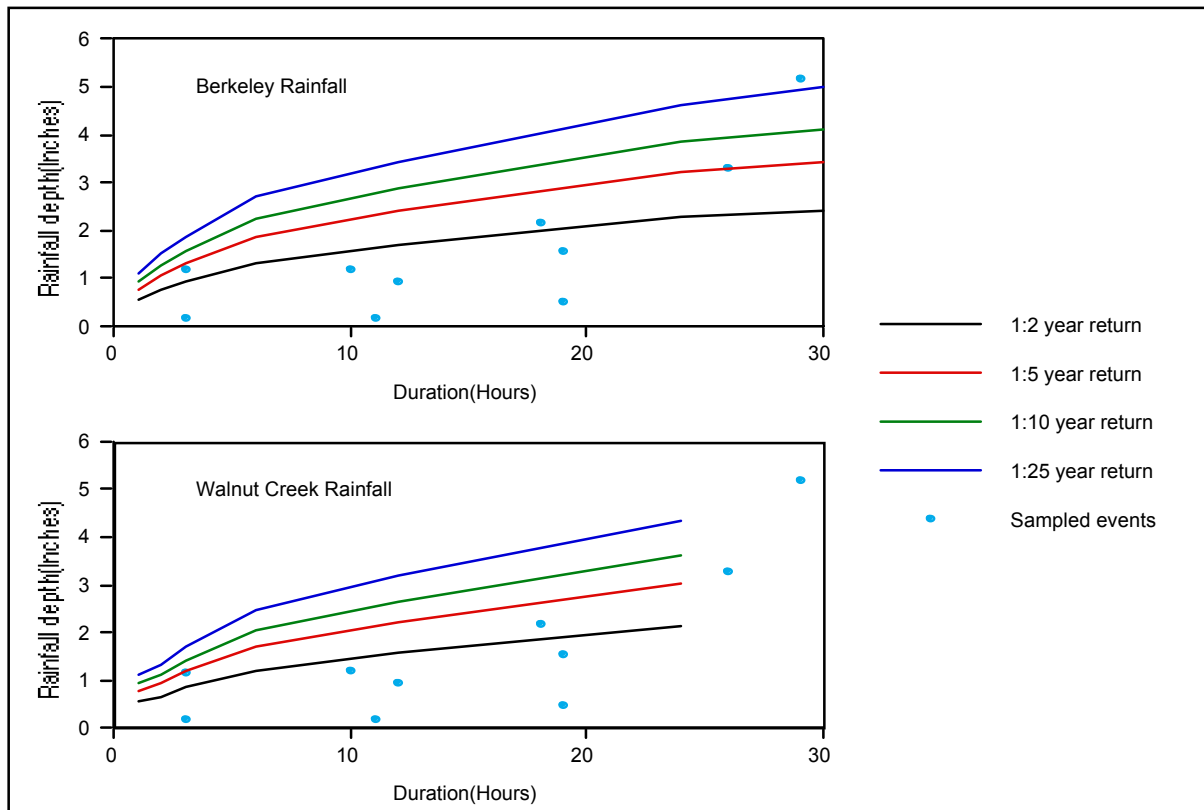 6
5
4
3
2
1
0
Rainfall depth(Inches)
Berkeley Rainfall
0 10 20 30
Duration(Hours)
6
5
4
3
2
1
0
Rainfall depth(Inches)
Walnut Creek Rainfall
0 10 20 30
Duration(Hours)
1:2 year return
1:5 year return
1:10 year return
1:25 year return
Sampled events